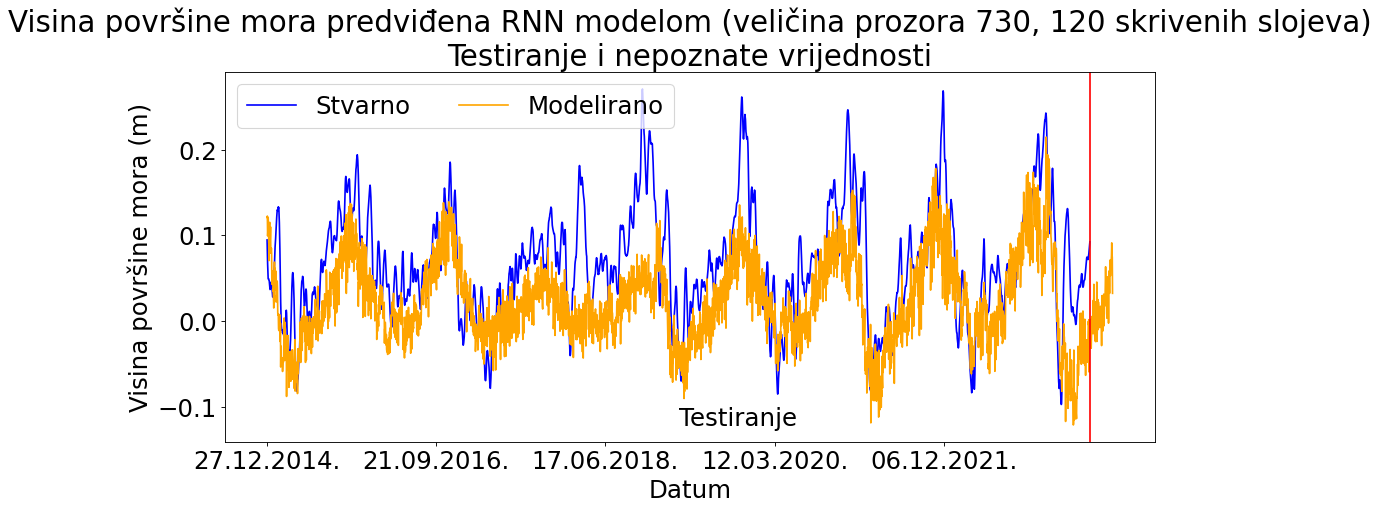 Visina površine mora predviđena RNN modelom (veličina prozora 730, 120 skrivenih slojeva)
Testiranje i nepoznate vrijednosti
Stvarno Modelirano
Visina površine mora (m)
0.2
0.1
0.0
−0.1
Testiranje
27.12.2014. 21.09.2016. 17.06.2018. 12.03.2020. 06.12.2021.
Datum